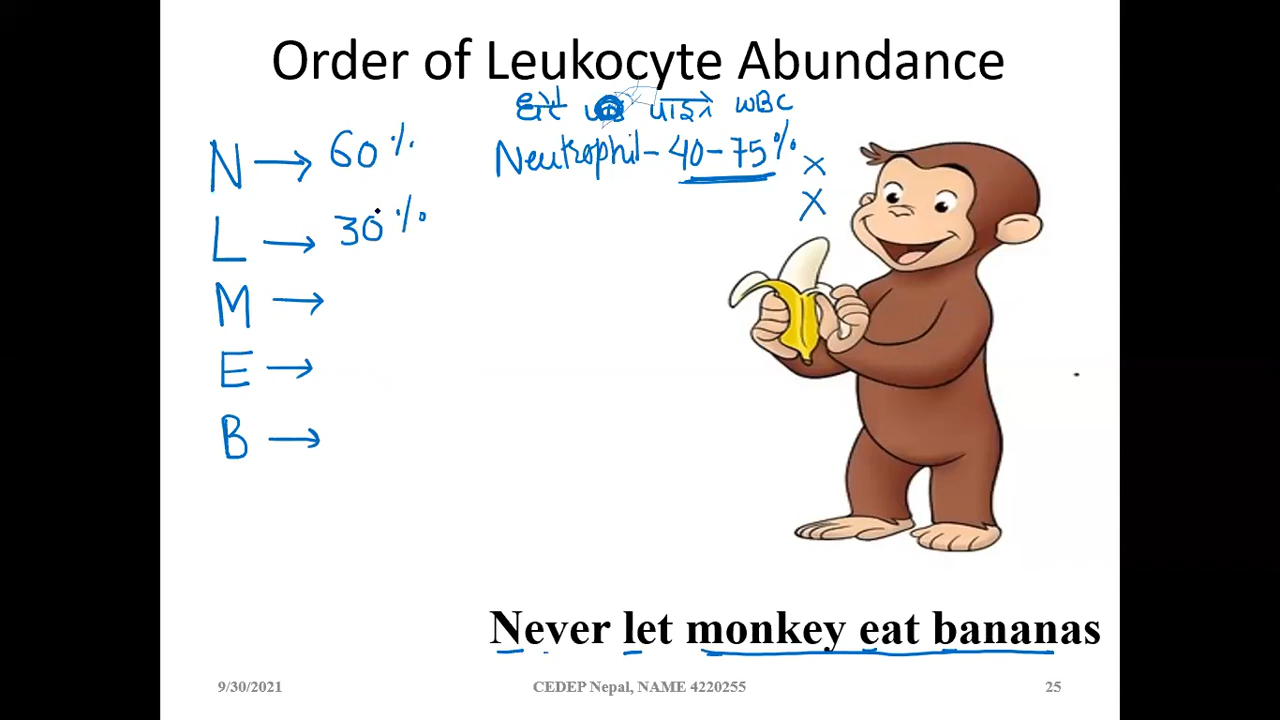 Order of Leukocyte Abundance
WBC
N → 60%
Neutrophil - 40-75%
x
x
L → 30%
M →
E →
B →
Never let monkey eat bananas
9/30/2021
CEDEP Nepal, NAME 4220255
25